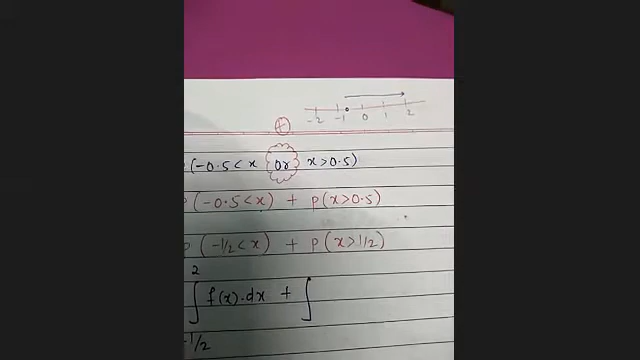 -2 -1 0 1 2
+
P(-0.5 < x or x > 0.5)
P(-0.5 < x) + P(x > 0.5)
P(-1/2 < x) + P(x > 1/2)
2
∫ f(x).dx + ∫
-1/2